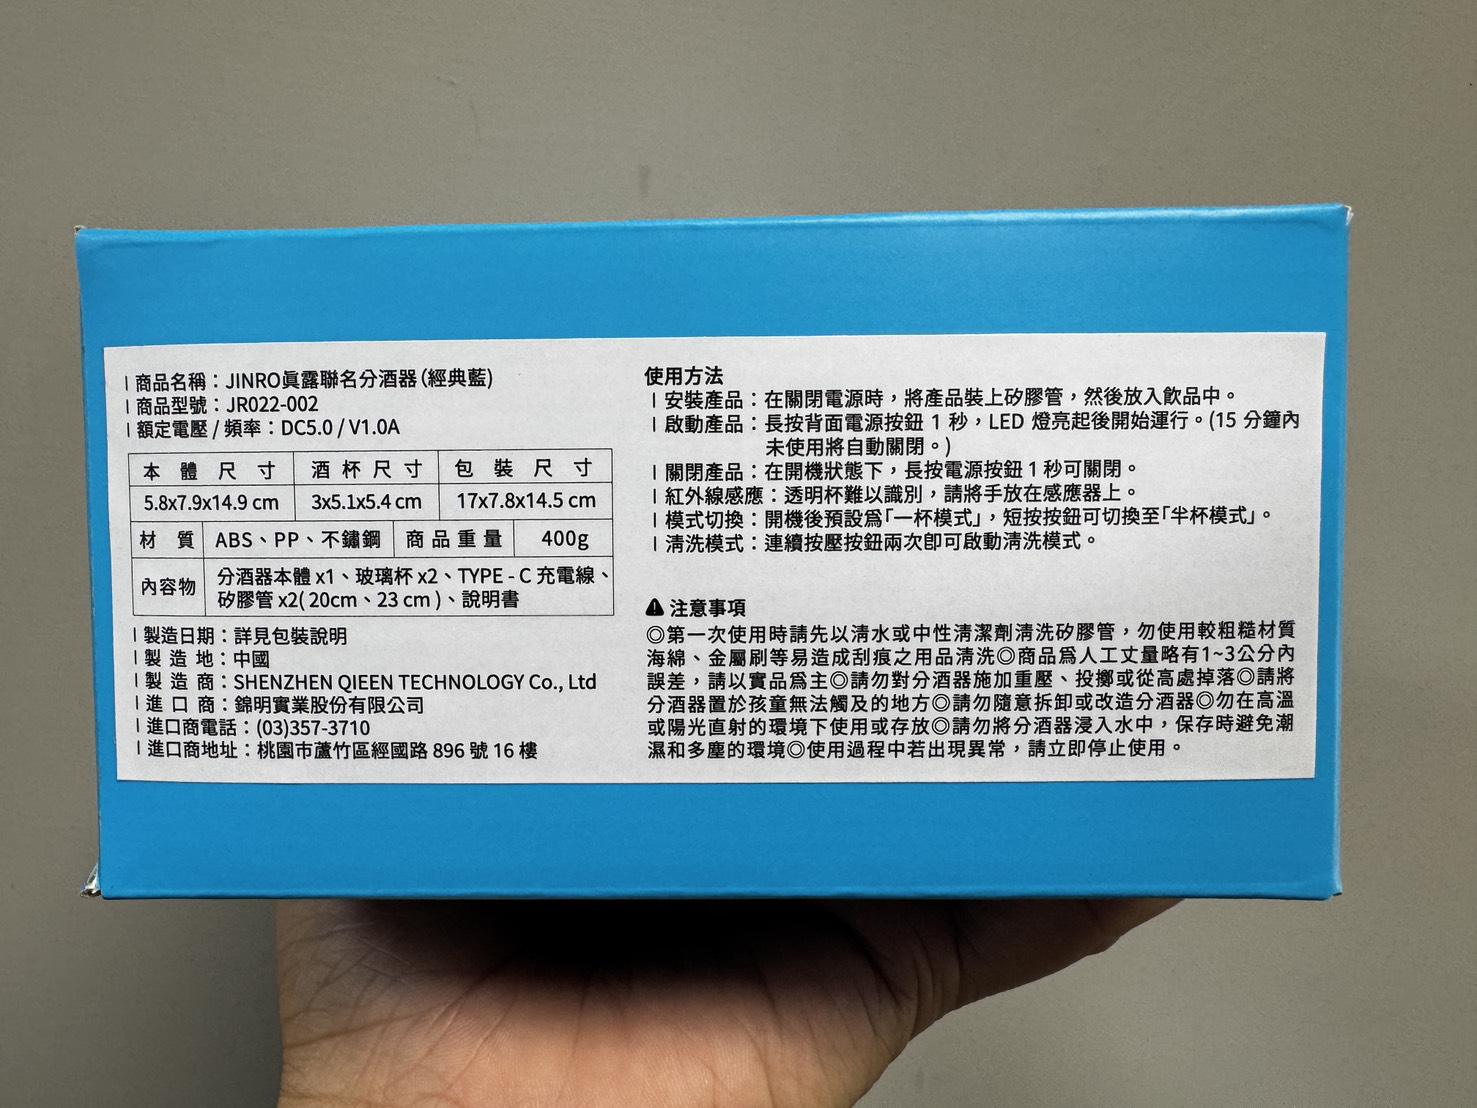 商品名稱：JINRO眞露聯名分酒器(經典藍)
商品型號：JR022-002
額定電壓 / 頻率：DC5.0 / V1.0A
本體尺寸 酒杯尺寸 包裝尺寸
5.8x7.9x14.9 cm 3x5.1x5.4 cm 17x7.8x14.5 cm
材質 ABS、PP、不鏽鋼 商品重量 400g
內容物 分酒器本體 x1、玻璃杯 x2、TYPE - C 充電線、
矽膠管 x2( 20cm、23 cm )、說明書
製造日期：詳見包裝說明
製造地：中國
製造商：SHENZHEN QIEEN TECHNOLOGY Co., Ltd
進口商：錦明實業股份有限公司
進口商電話：(03)357-3710
進口商地址：桃園市蘆竹區經國路 896 號 16 樓
使用方法
安裝產品：在關閉電源時，將產品裝上矽膠管，然後放入飲品中。
啟動產品：長按背面電源按鈕 1 秒，LED 燈亮起後開始運行。(15 分鐘內
未使用將自動關閉。)
關閉產品：在開機狀態下，長按電源按鈕 1 秒可關閉。
紅外線感應：透明杯難以識別，請將手放在感應器上。
模式切換：開機後預設爲「一杯模式」，短按按鈕可切換至「半杯模式」。
清洗模式：連續按壓按鈕兩次卽可啟動清洗模式。
注意事項
◎第一次使用時請先以清水或中性清潔劑清洗矽膠管，勿使用較粗糙材質
海綿、金屬刷等易造成刮痕之用品清洗◎商品爲人工丈量略有1~3公分內
誤差，請以實品爲主◎請勿對分酒器施加重壓、投擲或從高處掉落◎請將
分酒器置於孩童無法觸及的地方◎請勿隨意拆卸或改造分酒器◎勿在高溫
或陽光直射的環境下使用或存放◎請勿將分酒器浸入水中，保存時避免潮
濕和多塵的環境◎使用過程中若出現異常，請立即停止使用。